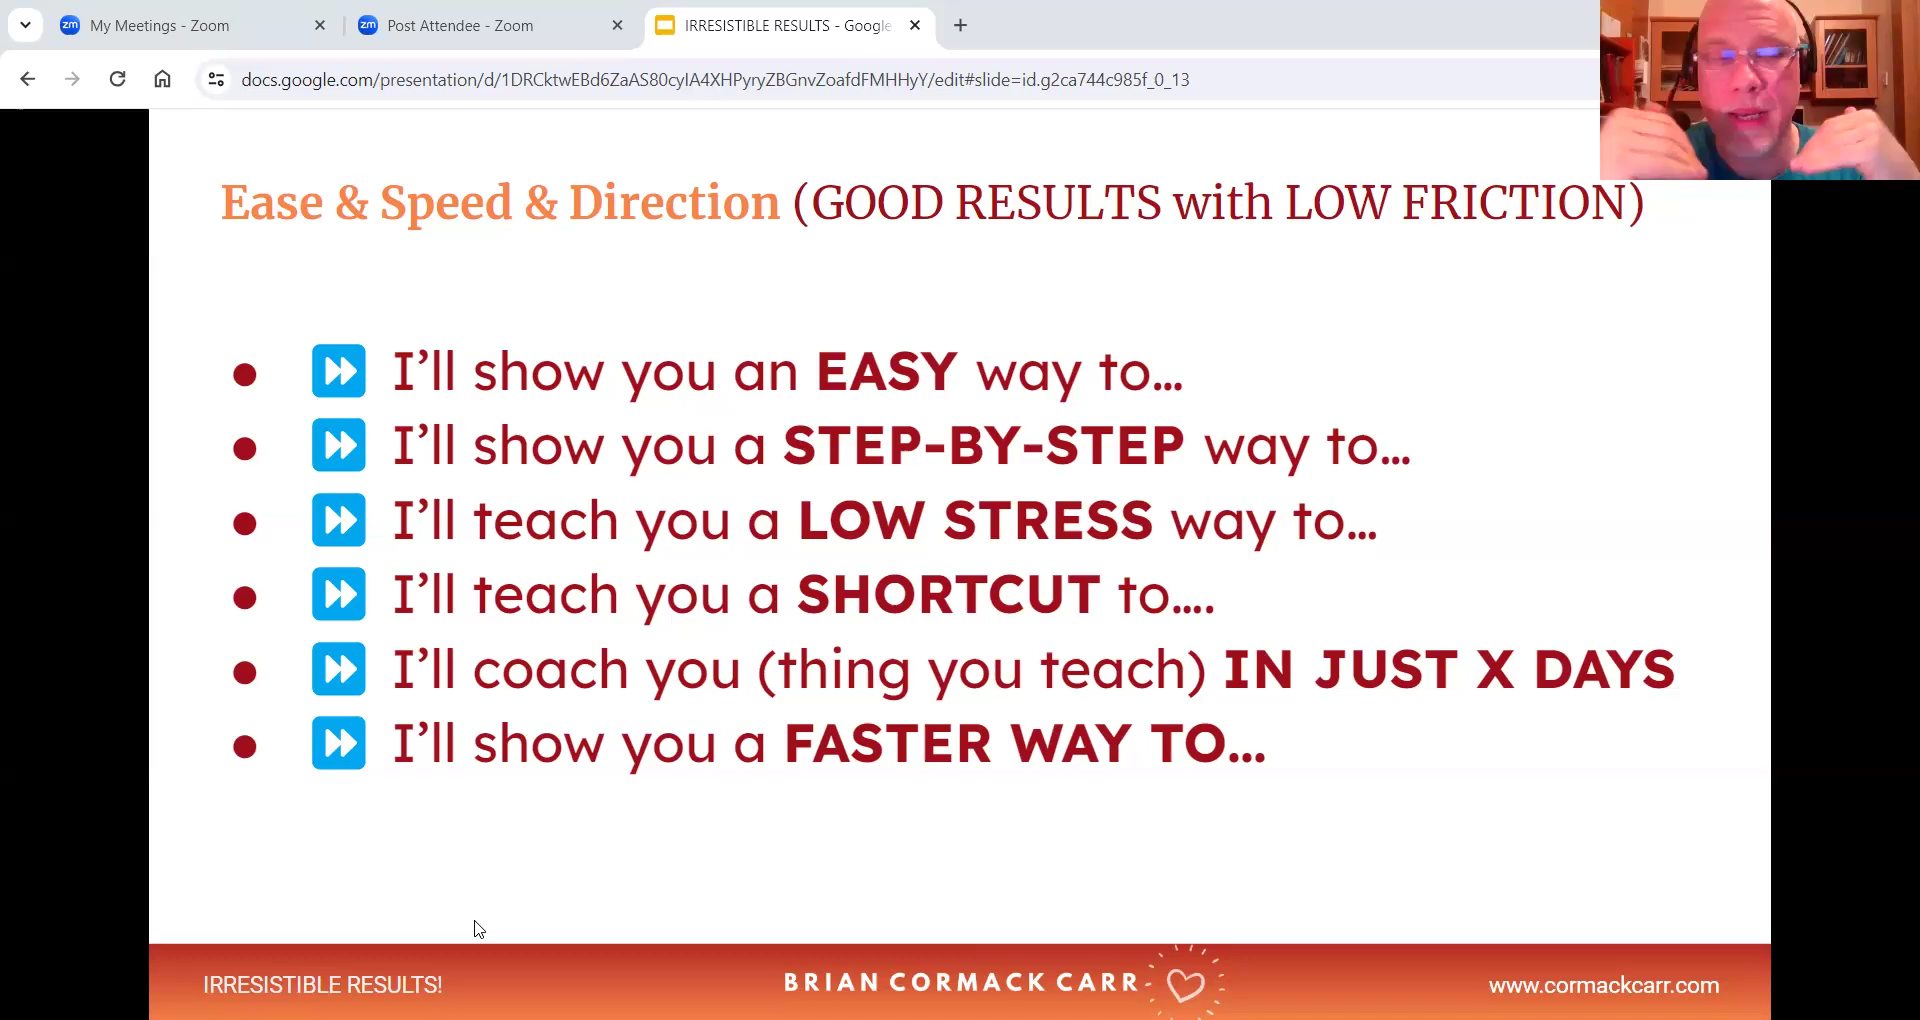 My Meetings - Zoom
Post Attendee - Zoom
IRRESISTIBLE RESULTS - Google
docs.google.com/presentation/d/1DRCktwEBd6ZaAS80cyIA4XHPyryZBGnvZoafdFMHHyY/edit#slide=id.g2ca744c985f_0_13
Ease & Speed & Direction (GOOD RESULTS with LOW FRICTION)
● I’ll show you an EASY way to...
● I’ll show you a STEP-BY-STEP way to...
● I’ll teach you a LOW STRESS way to...
● I’ll teach you a SHORTCUT to....
● I’ll coach you (thing you teach) IN JUST X DAYS
● I’ll show you a FASTER WAY TO...
IRRESISTIBLE RESULTS!
BRIAN CORMACK CARR
www.cormackcarr.com